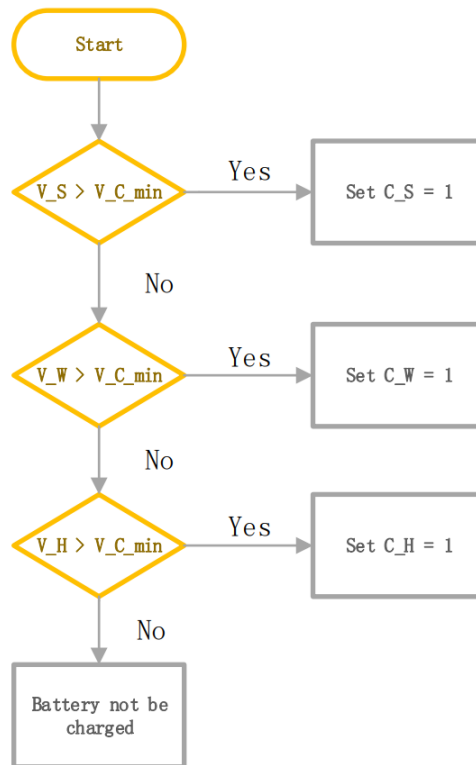 Start
V_S > V_C_min
Yes
Set C_S = 1
No
V_W > V_C_min
Yes
Set C_W = 1
No
V_H > V_C_min
Yes
Set C_H = 1
No
Battery not be
charged